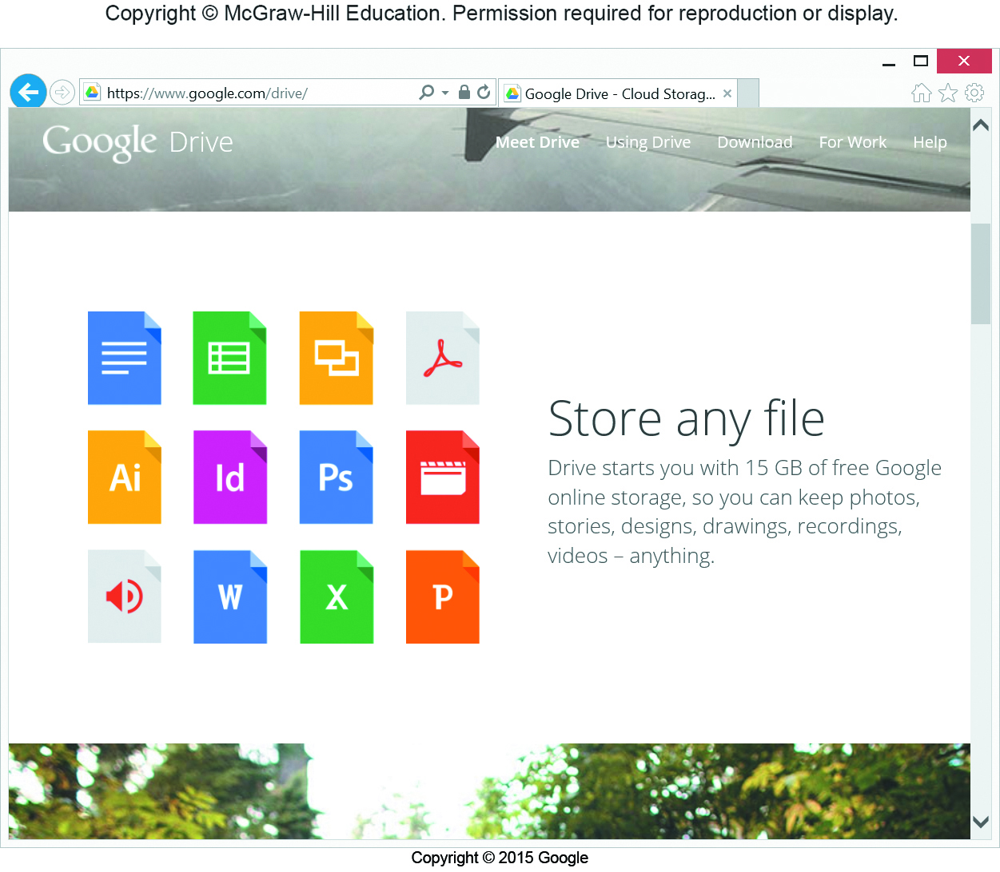 Copyright © McGraw-Hill Education. Permission required for reproduction or display.
https://www.google.com/drive/
Google Drive - Cloud Storag...
Google Drive
Meet Drive Using Drive Download For Work Help
Store any file
Drive starts you with 15 GB of free Google
online storage, so you can keep photos,
stories, designs, drawings, recordings,
videos – anything.
Ai Id Ps
W X P
Copyright © 2015 Google